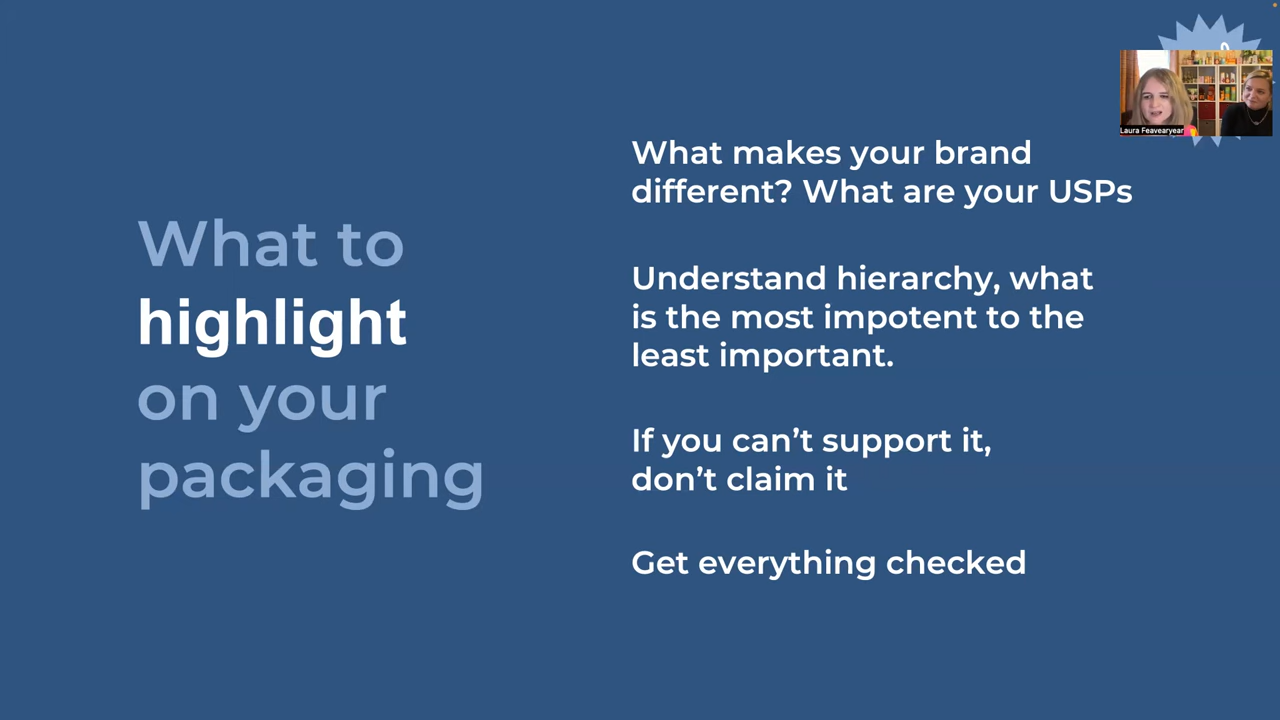 What to
highlight
on your
packaging
What makes your brand
different? What are your USPs
Understand hierarchy, what
is the most impotent to the
least important.
If you can’t support it,
don’t claim it
Get everything checked
Laura Feavearyear